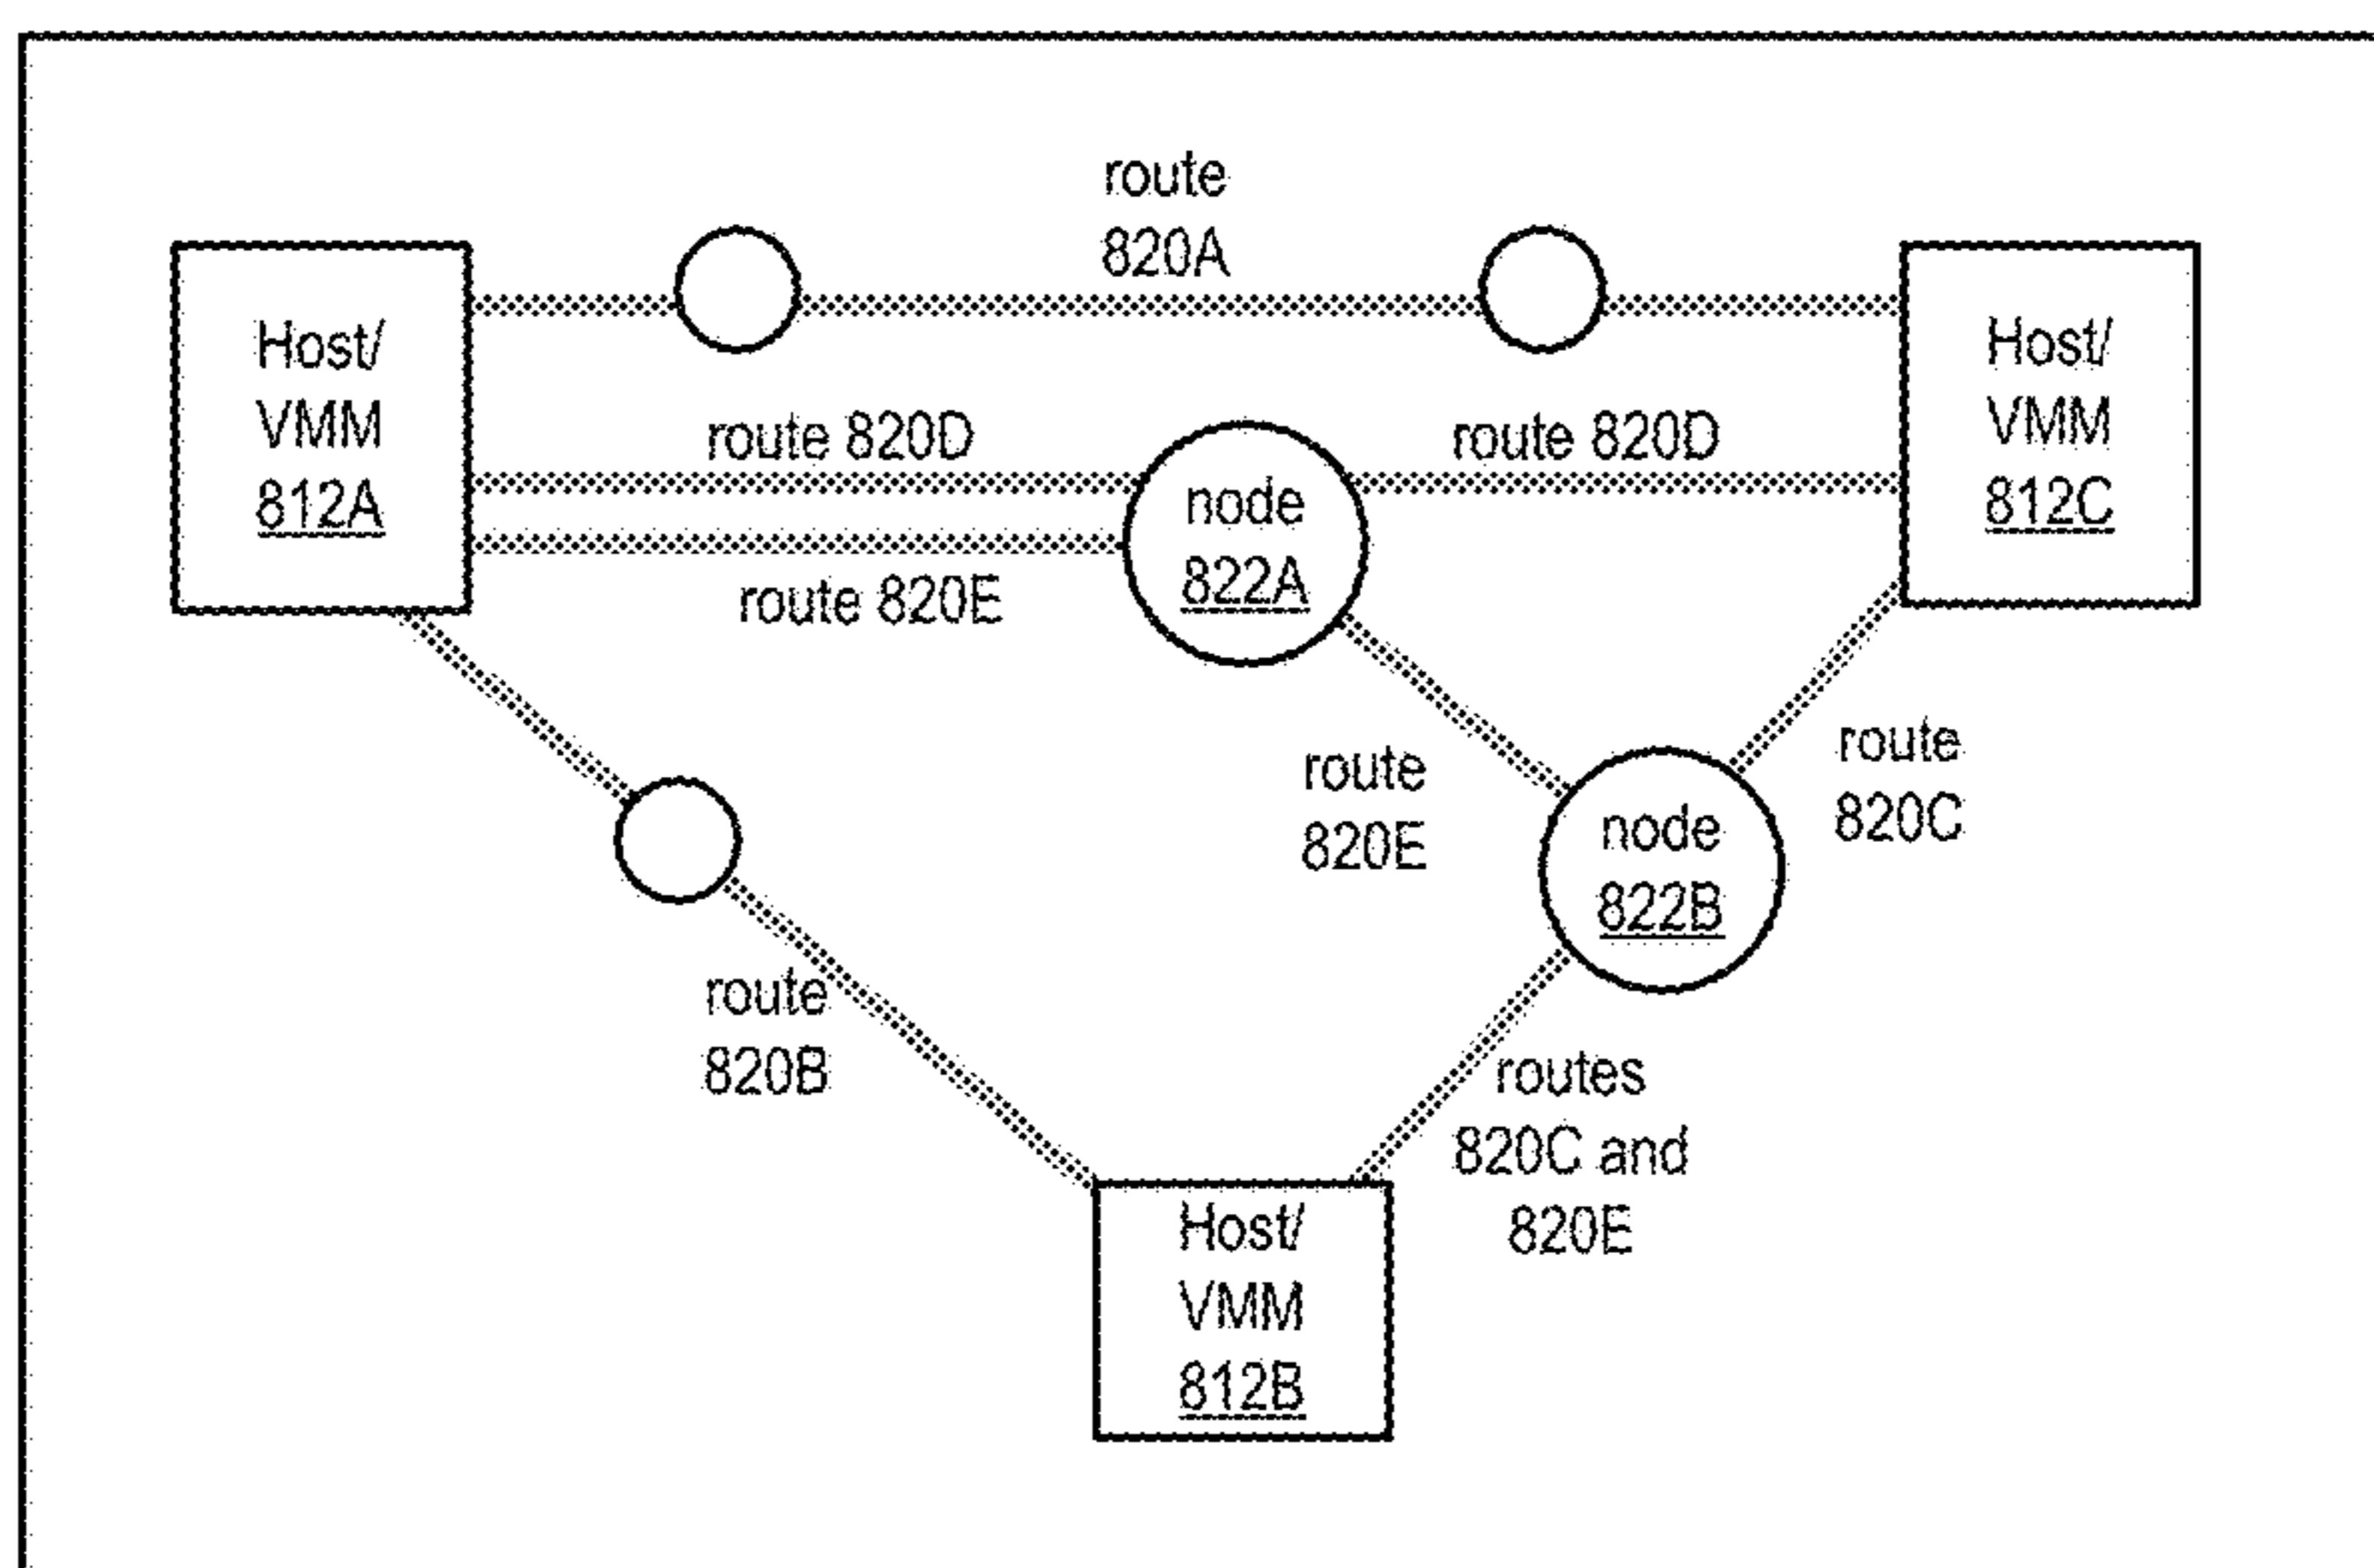 route
820A
Host/
VMM
812A
Host/
VMM
812C
route 820D
route 820D
node
822A
route 820E
route
820E
route
820C
node
822B
route
820B
routes
820C and
820E
Host/
VMM
812B